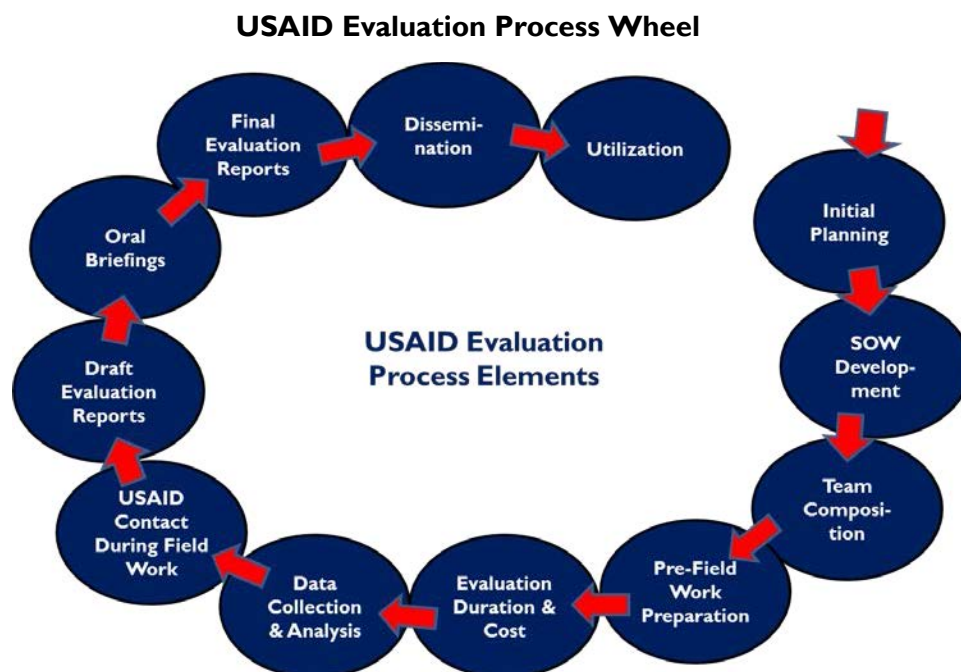 USAID Evaluation Process Wheel
Initial
Planning
SOW
Develop-
ment
Team
Composi-
tion
Pre-Field
Work
Preparation
Evaluation
Duration &
Cost
Data
Collection
& Analysis
USAID
Contact
During Field
Work
Draft
Evaluation
Reports
Oral
Briefings
Final
Evaluation
Reports
Dissemi-
nation
Utilization
USAID Evaluation
Process Elements